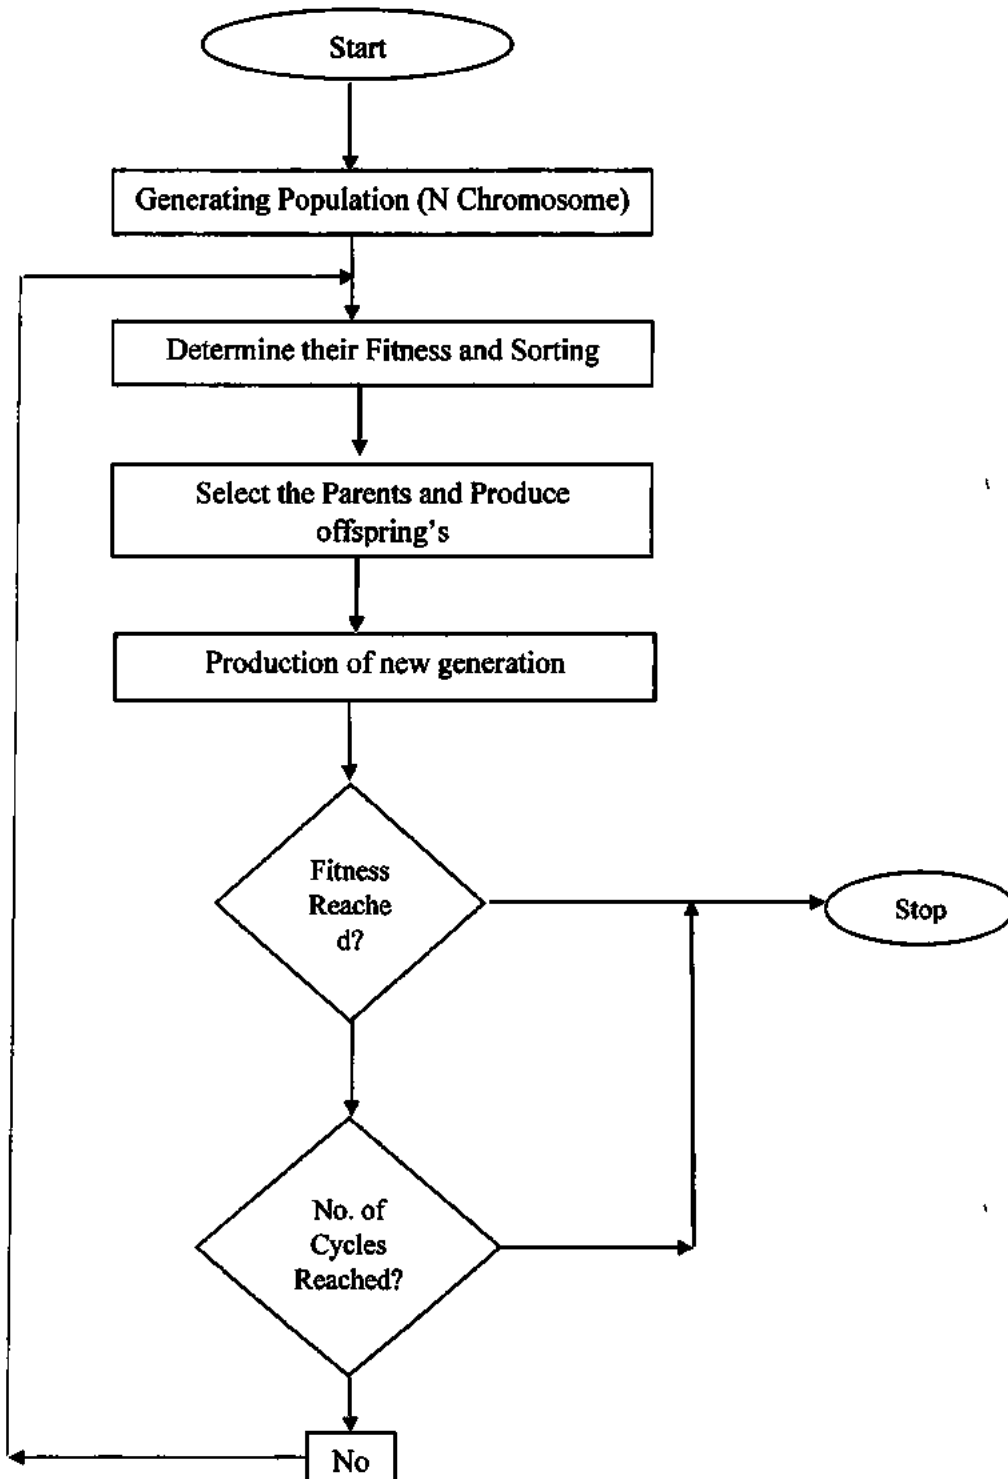 Start
Generating Population (N Chromosome)
Determine their Fitness and Sorting
Select the Parents and Produce
offspring's
Production of new generation
Fitness
Reache
d?
Stop
No. of
Cycles
Reached?
No